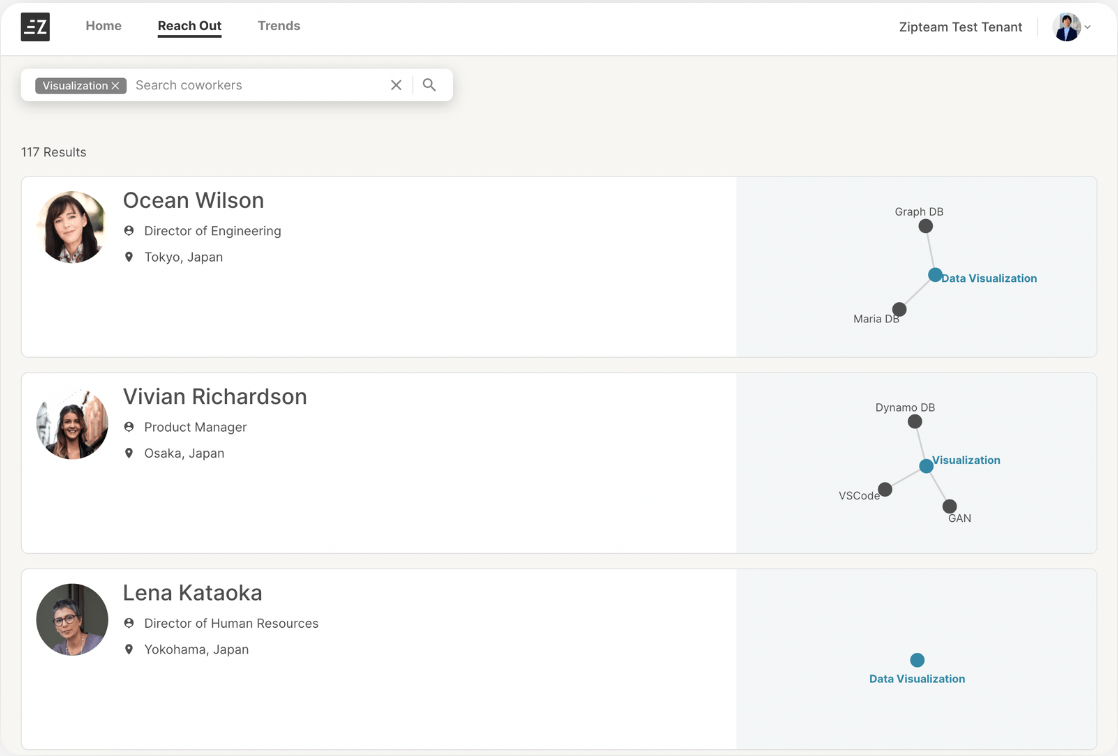 EZ
Home Reach Out Trends Zipteam Test Tenant
Visualization Search coworkers
117 Results
Ocean Wilson
Director of Engineering
Tokyo, Japan
Graph DB
Data Visualization
Maria DB
Vivian Richardson
Product Manager
Osaka, Japan
Dynamo DB
Visualization
VSCode
GAN
Lena Kataoka
Director of Human Resources
Yokohama, Japan
Data Visualization